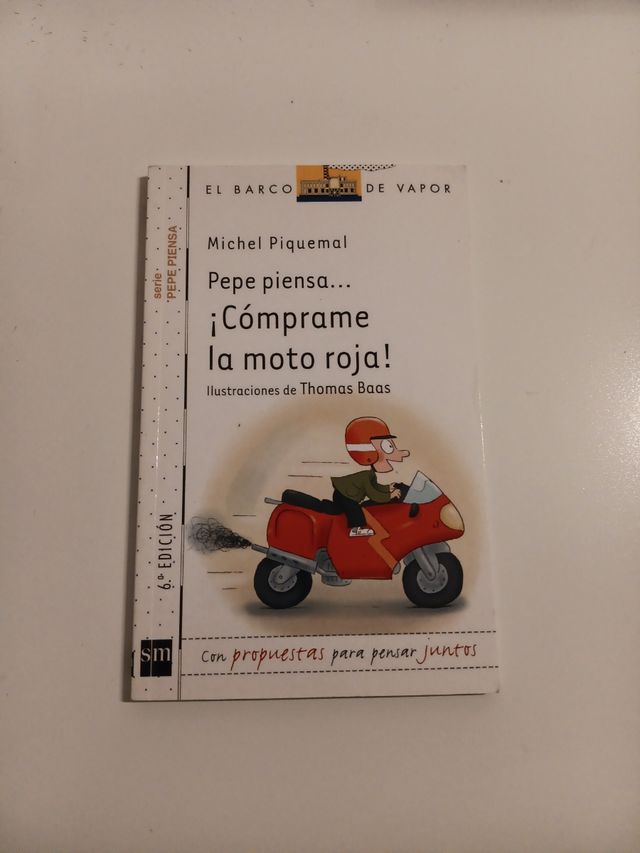 EL BARCO DE VAPOR
Michel Piquemal
Pepe piensa...
¡Cómprame
la moto roja!
Ilustraciones de Thomas Baas
serie
PEPE PIENSA
6.ª EDICIÓN
sm
Con propuestas para pensar juntos